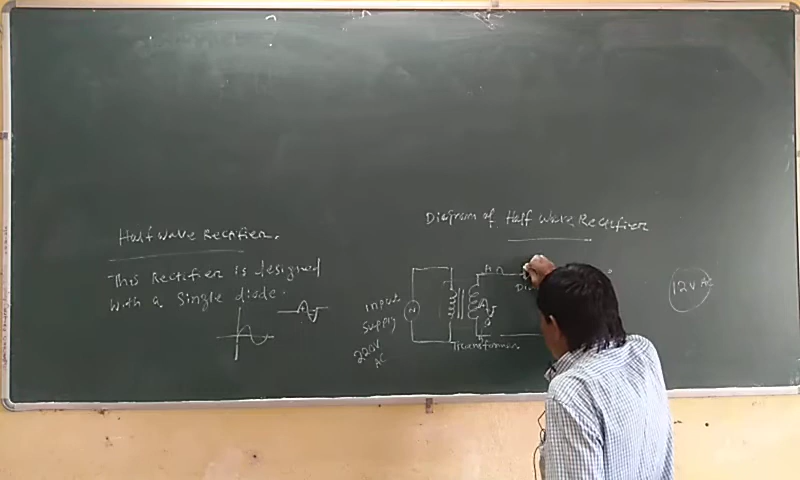 Half wave Rectifier.
This Rectifier is designed
with a single diode.
Diagram of Half Wave Rectifier
Input
supply
220V
AC
N
A
Transformer
12V AC